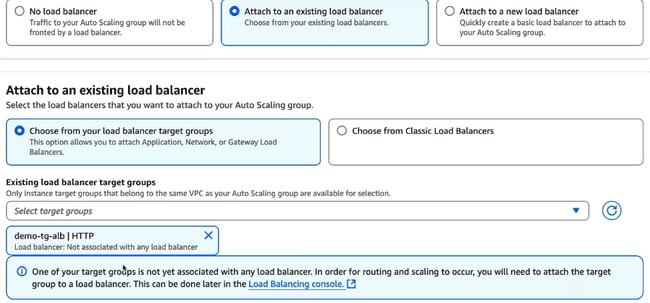 No load balancer
Traffic to your Auto Scaling group will not be
fronted by a load balancer.
Attach to an existing load balancer
Choose from your existing load balancers.
Attach to a new load balancer
Quickly create a basic load balancer to attach to
your Auto Scaling group.
Attach to an existing load balancer
Select the load balancers that you want to attach to your Auto Scaling group.
Choose from your load balancer target groups
This option allows you to attach Application, Network, or Gateway Load
Balancers.
Choose from Classic Load Balancers
Existing load balancer target groups
Only instance target groups that belong to the same VPC as your Auto Scaling group are available for selection.
Select target groups
demo-tg-alb | HTTP
Load balancer: Not associated with any load balancer
One of your target groups is not yet associated with any load balancer. In order for routing and scaling to occur, you will need to attach the target
group to a load balancer. This can be done later in the Load Balancing console.